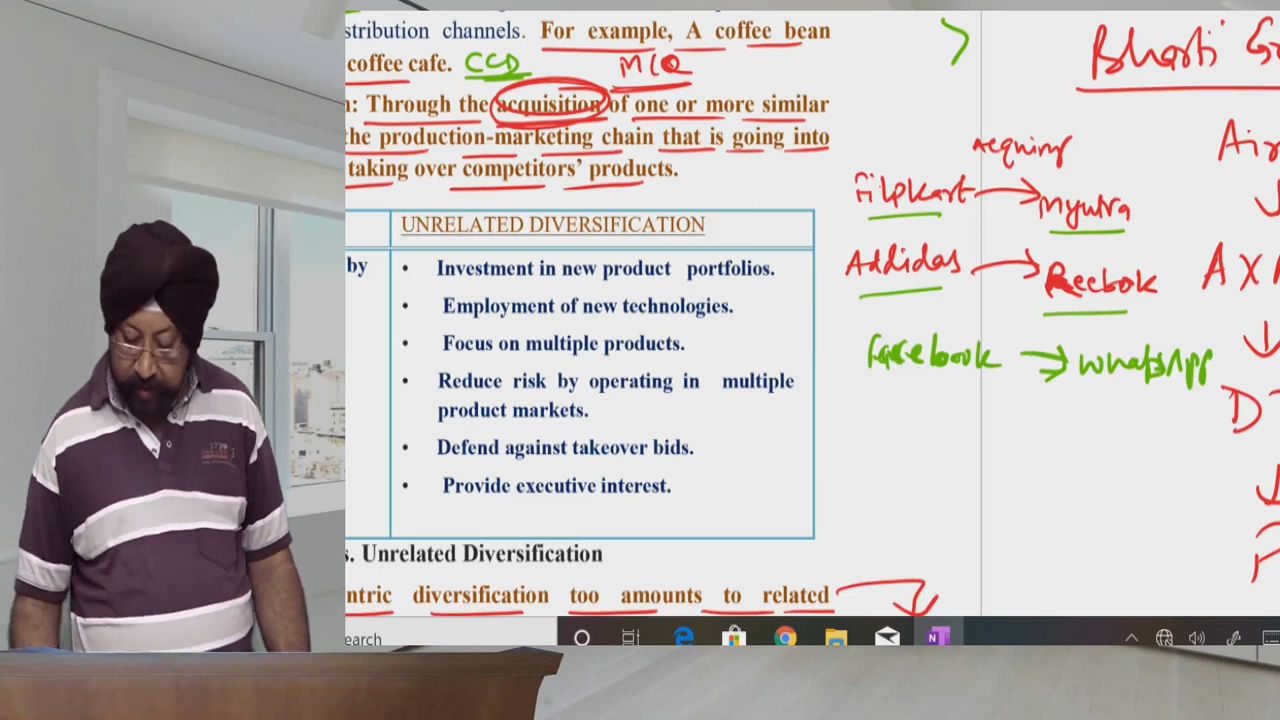 stribution channels. For example, A coffee bean
coffee cafe. CCD MCQ
: Through the acquisition of one or more similar
the production-marketing chain that is going into
taking over competitors' products.
UNRELATED DIVERSIFICATION
by
• Investment in new product portfolios.
• Employment of new technologies.
• Focus on multiple products.
• Reduce risk by operating in multiple
product markets.
• Defend against takeover bids.
• Provide executive interest.
s. Unrelated Diversification
ntric diversification too amounts to related
Bharti
Acquiring
Flipkart → Myntra
Addidas → Reebok
Facebook → WhatsApp
Air
AXA
D
earch